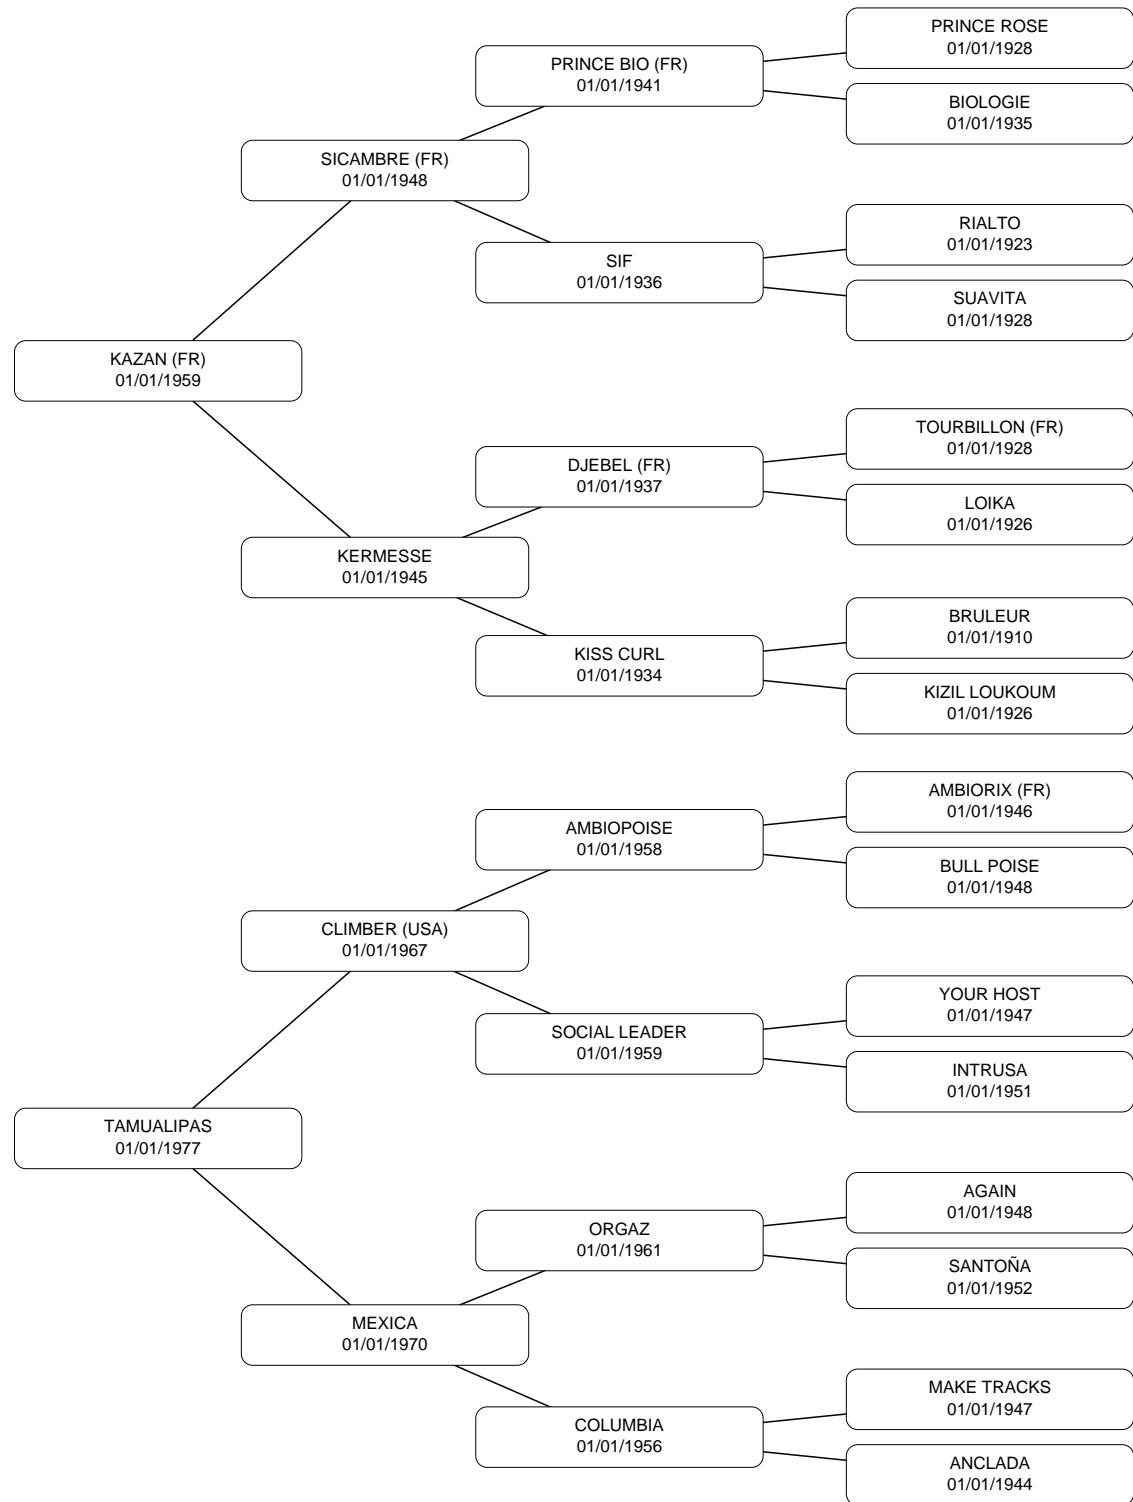 PRINCE ROSE
01/01/1928
PRINCE BIO (FR)
01/01/1941
BIOLOGIE
01/01/1935
SICAMBRE (FR)
01/01/1948
RIALTO
01/01/1923
SIF
01/01/1936
SUAVITA
01/01/1928
KAZAN (FR)
01/01/1959
TOURBILLON (FR)
01/01/1928
DJEBEL (FR)
01/01/1937
LOIKA
01/01/1926
KERMESSE
01/01/1945
BRULEUR
01/01/1910
KISS CURL
01/01/1934
KIZIL LOUKOUM
01/01/1926
AMBIORIX (FR)
01/01/1946
AMBIOPOISE
01/01/1958
BULL POISE
01/01/1948
CLIMBER (USA)
01/01/1967
YOUR HOST
01/01/1947
SOCIAL LEADER
01/01/1959
INTRUSA
01/01/1951
TAMUALIPAS
01/01/1977
AGAIN
01/01/1948
ORGAZ
01/01/1961
SANTOÑA
01/01/1952
MEXICA
01/01/1970
MAKE TRACKS
01/01/1947
COLUMBIA
01/01/1956
ANCLADA
01/01/1944